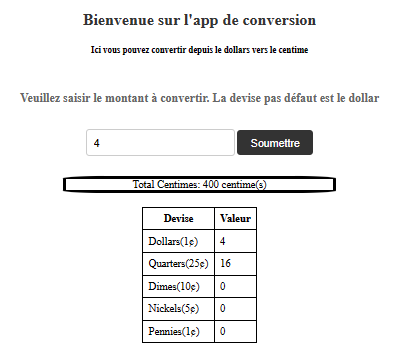 Bienvenue sur l'app de conversion
Ici vous pouvez convertir depuis le dollars vers le centime
Veuillez saisir le montant à convertir. La devise pas défaut est le dollar
4 Soumettre
Total Centimes: 400 centime(s)
Devise Valeur
Dollars(1¢) 4
Quarters(25¢) 16
Dimes(10¢) 0
Nickels(5¢) 0
Pennies(1¢) 0